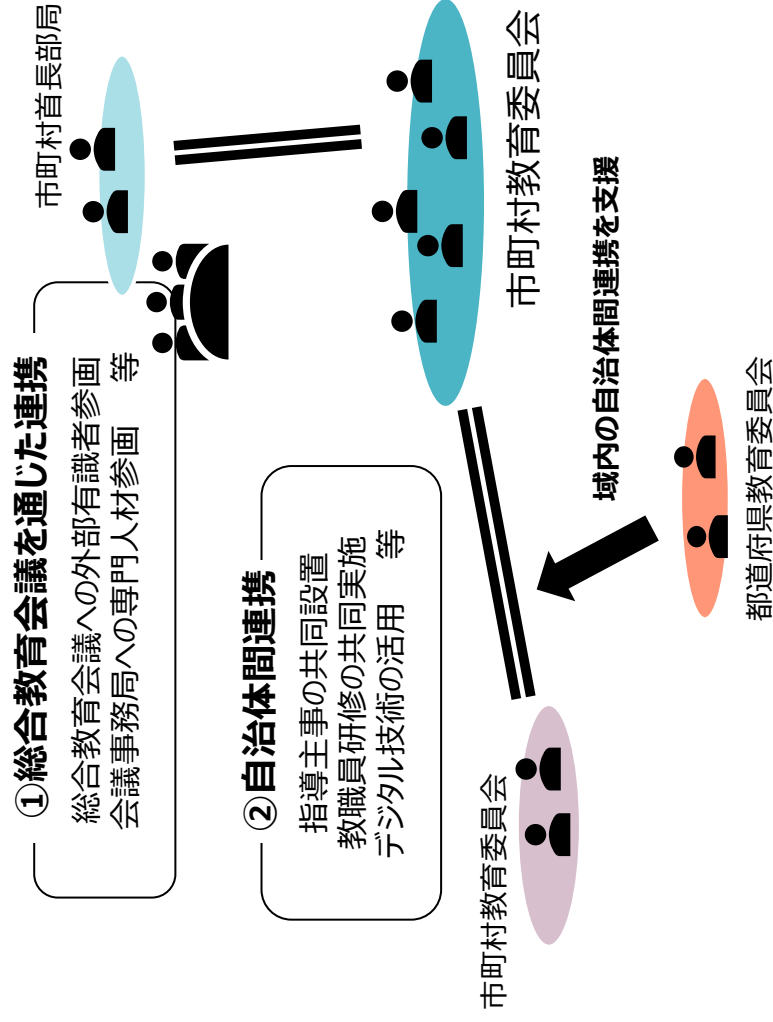 ①総合教育会議を通じた連携
総合教育会議への外部有識者参画
会議事務局への専門人材参画　等
市町村首長部局
②自治体間連携
指導主事の共同設置
教職員研修の共同実施
デジタル技術の活用　等
市町村教育委員会
市町村教育委員会
域内の自治体間連携を支援
都道府県教育委員会